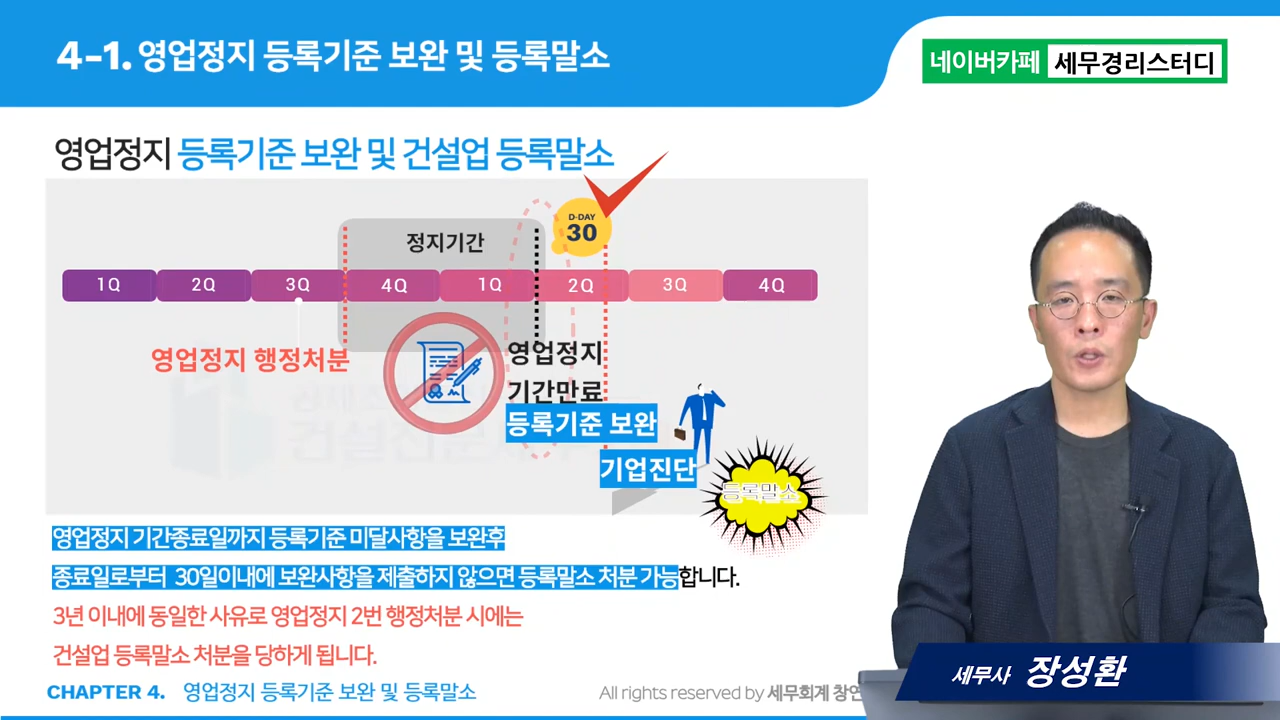 4-1. 영업정지 등록기준 보완 및 등록말소
네이버카페 세무경리스터디
영업정지 등록기준 보완 및 건설업 등록말소
D-DAY
30
정지기간
1Q 2Q 3Q 4Q 1Q 2Q 3Q 4Q
영업정지 행정처분
영업정지
기간만료
등록기준 보완
기업진단
등록말소
영업정지 기간종료일까지 등록기준 미달사항을 보완후
종료일로부터 30일이내에 보완사항을 제출하지 않으면 등록말소 처분 가능합니다.
3년 이내에 동일한 사유로 영업정지 2번 행정처분 시에는
건설업 등록말소 처분을 당하게 됩니다.
세무사 장성환
CHAPTER 4. 영업정지 등록기준 보완 및 등록말소
All rights reserved by 세무회계 창연